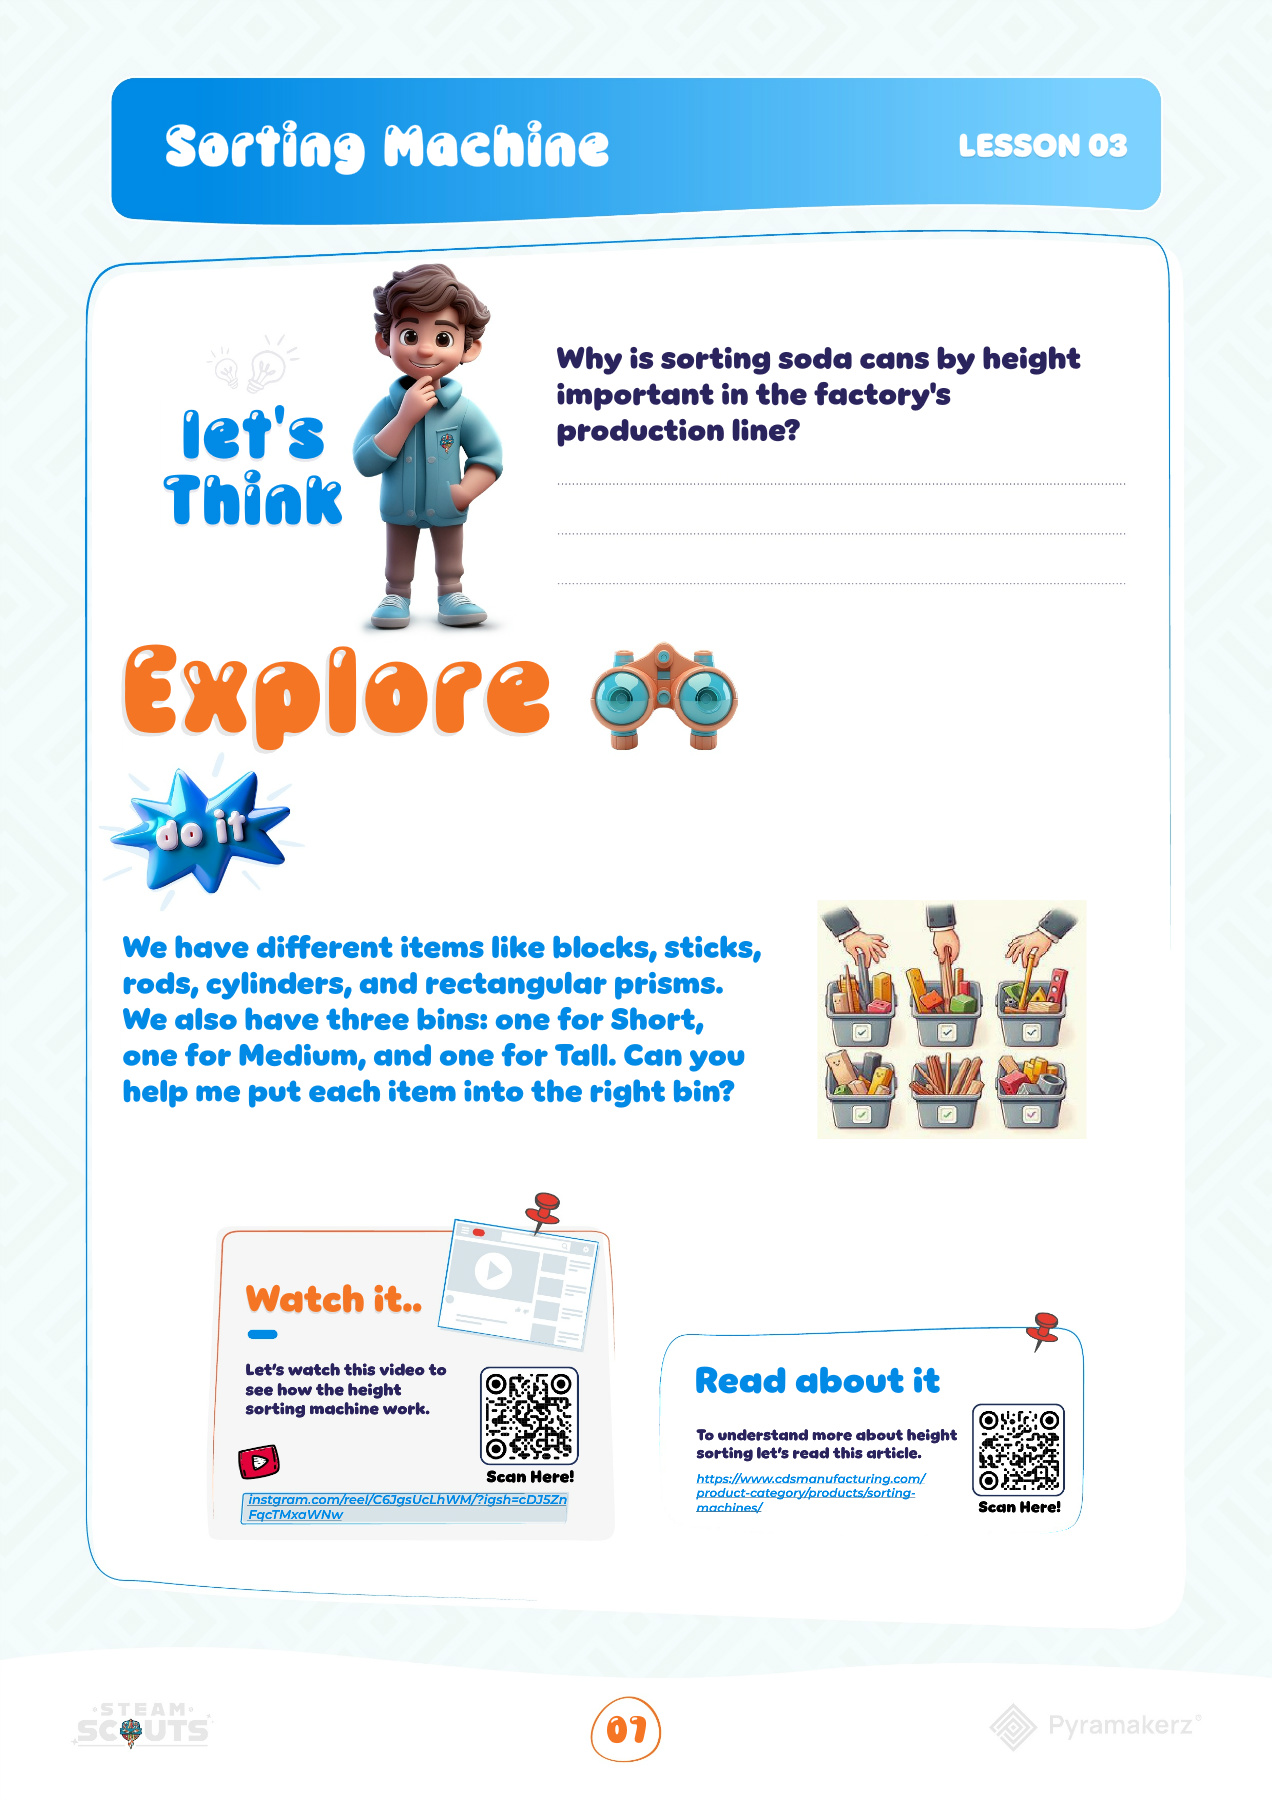 Sorting Machine
LESSON 03
let's
Think
Why is sorting soda cans by height
important in the factory's
production line?
Explore
do it
We have different items like blocks, sticks,
rods, cylinders, and rectangular prisms.
We also have three bins: one for Short,
one for Medium, and one for Tall. Can you
help me put each item into the right bin?
Watch it..
Let's watch this video to
see how the height
sorting machine work.
Scan Here!
instgram.com/reel/C6JgsUcLhWM/?igsh=cDJ5Zn
FqcTMxaWNw
Read about it
To understand more about height
sorting let's read this article.
https://www.cdsmanufacturing.com/
product-category/products/sorting-
machines/
Scan Here!
STEAM
SCOUTS
07
Pyramakerz